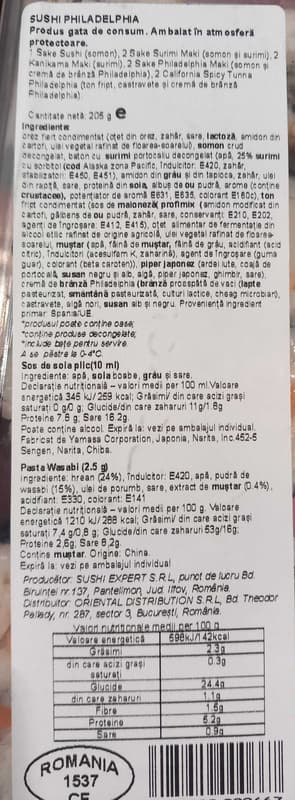 SUSHI PHILADELPHIA
Produs gata de consum. Ambalat în atmosferă
protectoare.
1 Sake Sushi (somon), 2 Sake Surimi Maki (somon și surimi), 2
Kanikama Maki (surimi), 2 Sake Philadelphia Maki (somon și
cremă de brânză Philadelphia), 2 California Spicy Tunna
Philadelphia (ton fript, castravete și cremă de brânză
Philadelphia)
Cantitate netă: 205 g e
Ingrediente:
orez fiert condimentat (oțet din orez, zahăr, sare, lactoză, amidon din
cartofi, ulei vegetal rafinat de floarea-soarelui), somon crud
decongelat, baton cu surimi portocaliu decongelat (apă, 25% surimi
cu sorbitol (cod Alaska zona Pacific, îndulcitor: E420, zahăr,
stabilizatori: E450, E451), amidon din grâu și din tapioca, zahăr, ulei
din rapță, sare, proteină din soia, albuș de ou pudră, arome (conține
crustacee), potențiator de aromă E631, E635, colorant E160c), ton
fript condimentat (sos de maioneză profimix (amidon modificat din
cartofi, gălbenș de ou pudră, zahăr, sare, conservanți: E210, E202,
agenți de îngroșare: E412, E415), oțet alimentar de fermentație din
alcool etilic rafinat de origine agricolă, ulei vegetal rafinat de floarea-
soarelui, muștar (apă, făină de muștar, făină de grâu, acidifiant (acid
citric), îndulcitori (acesulfam K, zaharină), agent de îngroșare (guma
guar), colorant (beta caroten)), piper japonez (ardei iute, coajă de
portocală, susan negru și alb, algă, piper japonez, ghimbir, sare),
cremă de brânză Philadelphia (brânză proaspătă de vaci (lapte
pasteurizat, smântână pasteurizată, culturi lactice, cheag microbian),
castravete, algă nori, susan alb și negru. Proveniență ingredient
primar: Spania/UE.
*produsul poate conține oase;
*conține produse decongelate;
*include bețe pentru servire.
A se păstra la 0-4°C.
Sos de soia plic(10 ml)
Ingrediente: apă, soia boabe, grâu și sare.
Declarație nutrițională – valori medii per 100 ml.Valoare
energetică 345 kJ/ 259 kcal; Grăsimi/ din care acizi grași
saturați 0 g/0 g; Glucide/din care zaharuri 11g/1.6g
Proteine 7.6 g; Sare 16.2g.
Poate conține alcool. Expiră la: vezi pe ambalajul individual.
Fabricat de Yamasa Corporation, Japonia, Narita, Inc.452-5
Sengen, Narita, Chiba.
Pasta Wasabi (2.5 g)
Ingrediente: hrean (24%), îndulcitor: E420, apă, pudră de
wasabi (15%), ulei de porumb, sare, extract de muștar (0.4%),
acidifiant: E330, colorant: E141
Declarație nutrițională – valori medii per 100 g. Valoare
energetică 1210 kJ/ 288 kcal; Grăsimi/ din care acizi grași
saturați 7,4 g/0,8 g; Glucide/din care zaharuri 53g/16g;
Proteine 2,6g; Sare 8,2g.
Conține muștar. Origine: China.
Expiră la: vezi pe ambalajul individual
Producător: SUSHI EXPERT S.R.L, punct de lucru Bd.
Biruinței nr.137, Pantelimon, Jud. Ilfov, România.
Distribuitor: ORIENTAL DISTRIBUTION S.R.L, Bd. Theodor
Pallady, nr. 287, sector 3, București, România.
Valori nutriționale medii per 100 g
Valoare energetică 598kJ/142kcal
Grăsimi 2.3g
din care acizi grași saturați 0.3g
Glucide 24.4g
din care zaharuri 1.1g
Fibre 1.5g
Proteine 5.2g
Sare 0.9g
ROMANIA
1537
CE